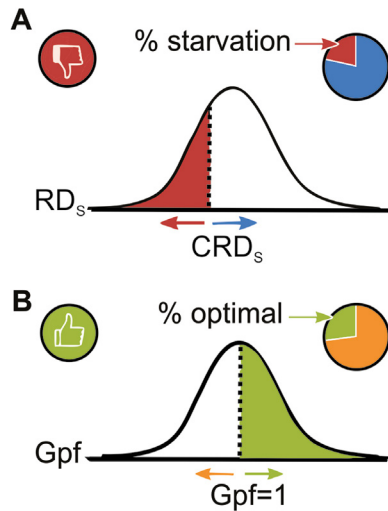 A
% starvation
RDs
CRDs
B
% optimal
Gpf
Gpf=1